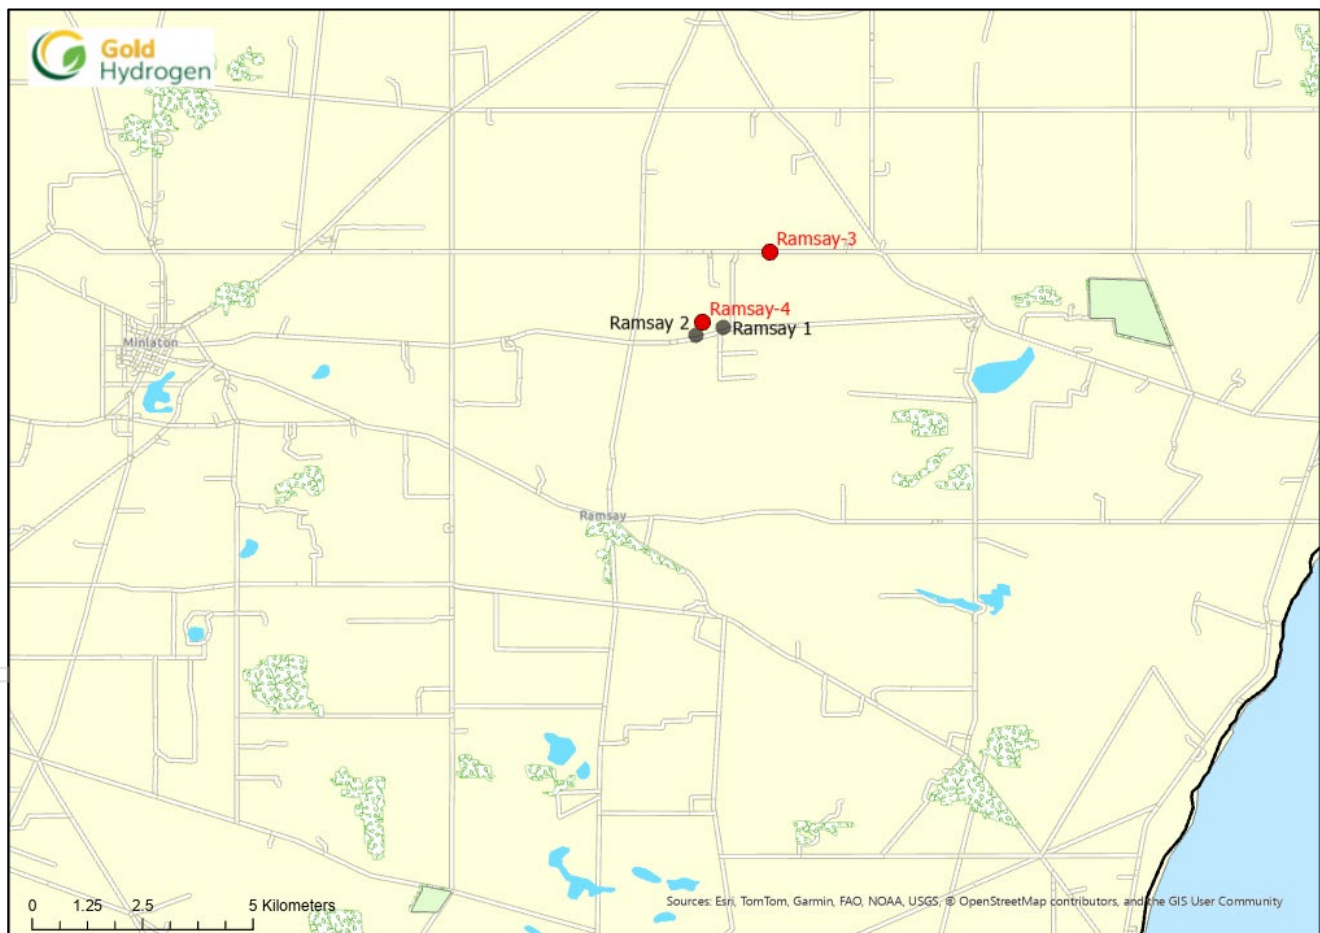 Gold
Hydrogen
Ramsay-3
Ramsay-4
Ramsay 2
Ramsay 1
Minlaton
Ramsay
0 1.25 2.5 5 Kilometers
Sources: Esri, TomTom, Garmin, FAO, NOAA, USGS, © OpenStreetMap contributors, and the GIS User Community